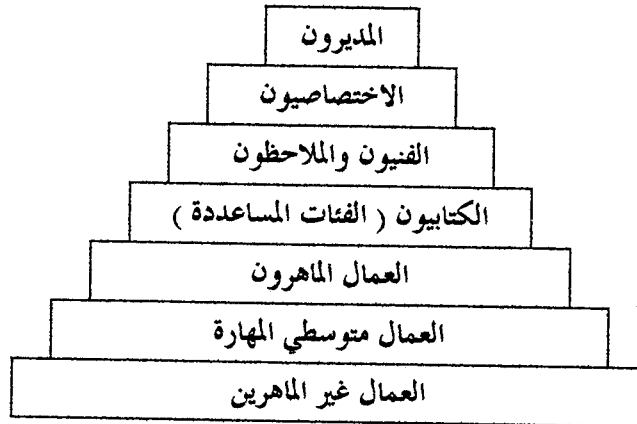 المديرون
الاختصاصيون
الفنيون والملاحظون
الكتابيون ( الفئات المساعددة )
العمال الماهرون
العمال متوسطي المهارة
العمال غير الماهرين